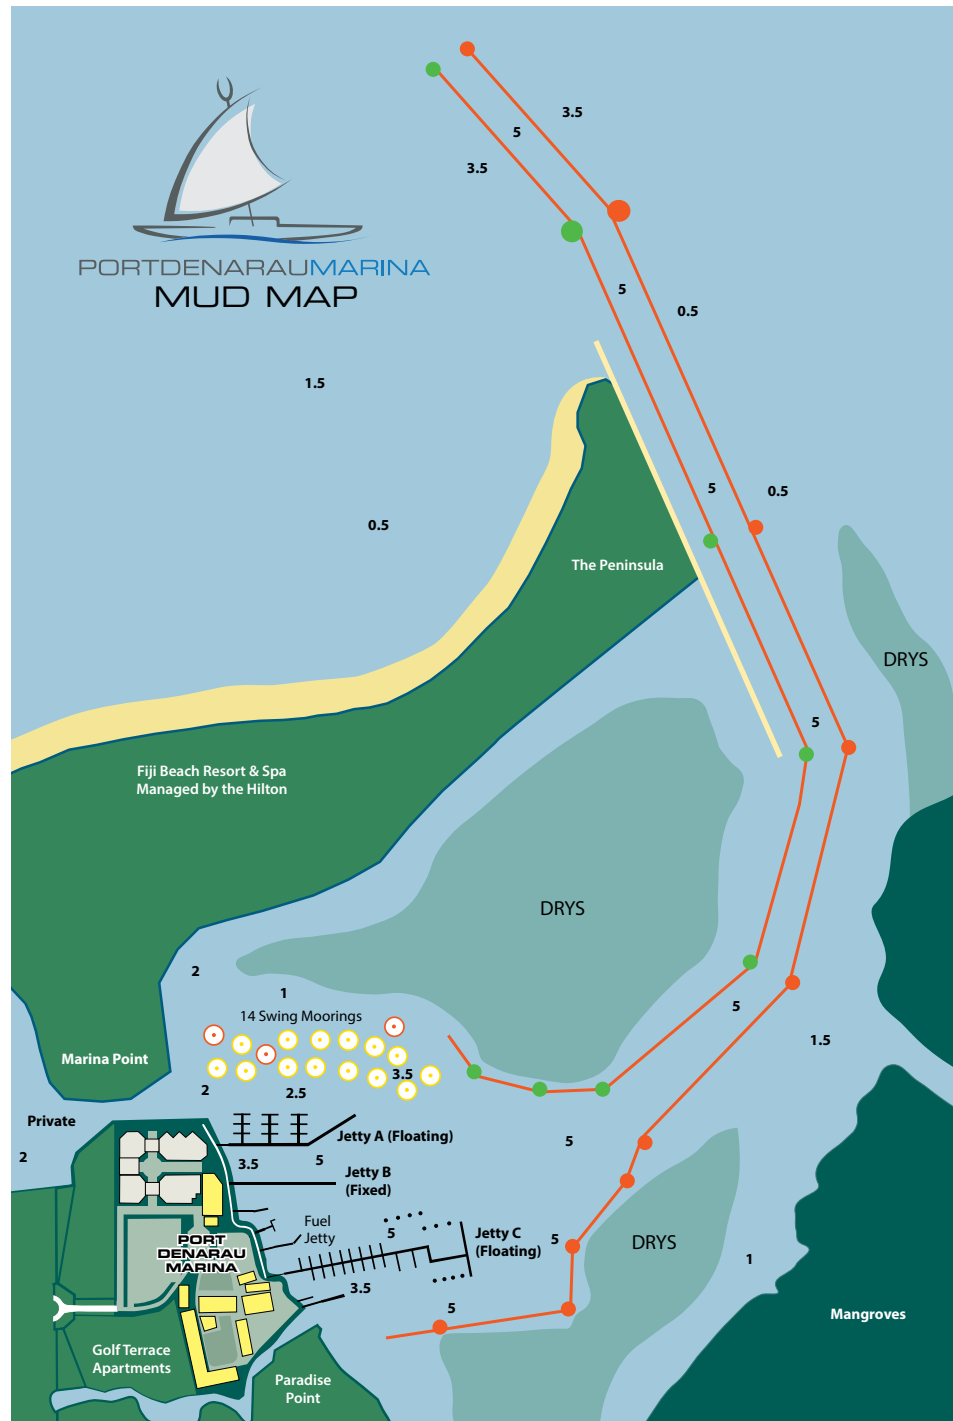 3.5
5
3.5
PORTDENARAUMARINA
MUD MAP
5
0.5
1.5
5
0.5
0.5
The Peninsula
DRYS
5
Fiji Beach Resort & Spa
Managed by the Hilton
DRYS
2
1
14 Swing Moorings
5
1.5
Marina Point
3.5
2
2.5
Private
2
Jetty A (Floating)
3.5
5
5
Jetty B
(Fixed)
Fuel
Jetty
5
Jetty C
(Floating)
5
DRYS
1
PORT
DENARAU
MARINA
3.5
5
Mangroves
Golf Terrace
Apartments
Paradise
Point